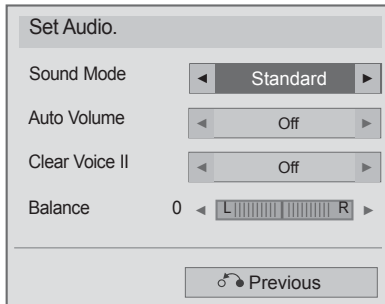 Set Audio.
Sound Mode ◄ Standard ►
Auto Volume ◄ Off ►
Clear Voice II ◄ Off ►
Balance 0 ◄ L R ►
Previous